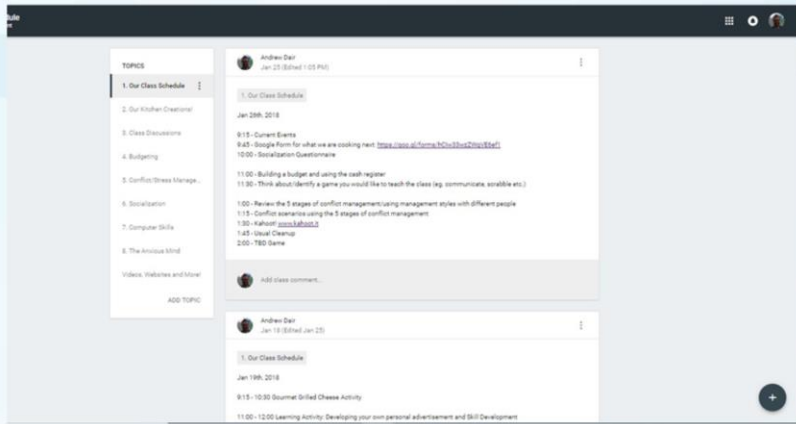 TOPICS
1. Our Class Schedule
2. Our Kitchen Creations!
3. Class Discussions
4. Budgeting
5. Conflict/Stress Manage...
6. Socialization
7. Computer Skills
8. The Anxious Mind
Videos, Websites and More!
ADD TOPIC
Andrew Dair
Jan 25 (Edited 1:05 PM)
1. Our Class Schedule
Jan 26th, 2018
9:15 - Current Events
9:45 - Google Form for what we are cooking next:
10:00 - Socialization Questionnaire
11:00 - Building a budget and using the cash register
11:30 - Think about/identify a game you would like to teach the class (eg. communicate, scrabble etc.)
1:00 - Review the 5 stages of conflict management/using management styles with different people
1:15 - Conflict scenarios using the 5 stages of conflict management
1:30 - Kahoot! www.kahoot.it
1:45 - Usual Cleanup
2:00 - TBD Game
Add class comment...
Andrew Dair
Jan 18 (Edited Jan 25)
1. Our Class Schedule
Jan 19th, 2018
9:15 - 10:30 Gourmet Grilled Cheese Activity
11:00 - 12:00 Learning Activity: Developing your own personal advertisement and Skill Development